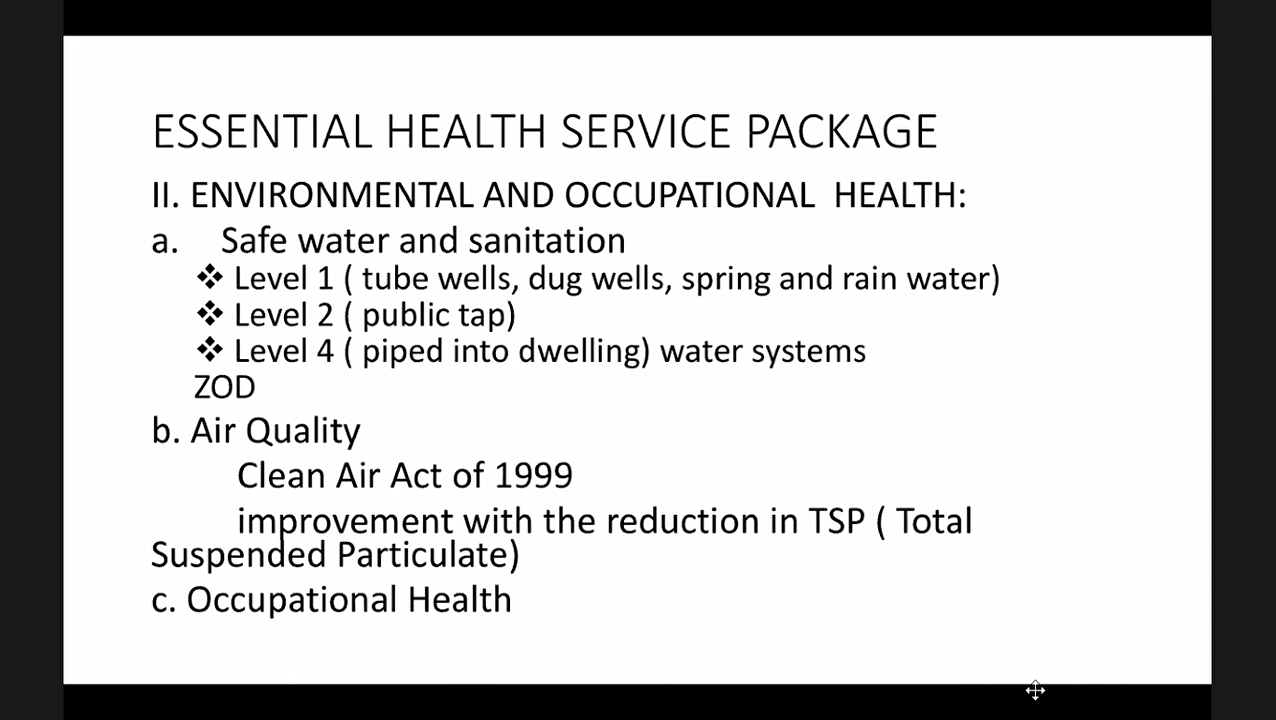 ESSENTIAL HEALTH SERVICE PACKAGE
II. ENVIRONMENTAL AND OCCUPATIONAL HEALTH:
a. Safe water and sanitation
❖ Level 1 ( tube wells, dug wells, spring and rain water)
❖ Level 2 ( public tap)
❖ Level 4 ( piped into dwelling) water systems
ZOD
b. Air Quality
Clean Air Act of 1999
improvement with the reduction in TSP ( Total
Suspended Particulate)
c. Occupational Health